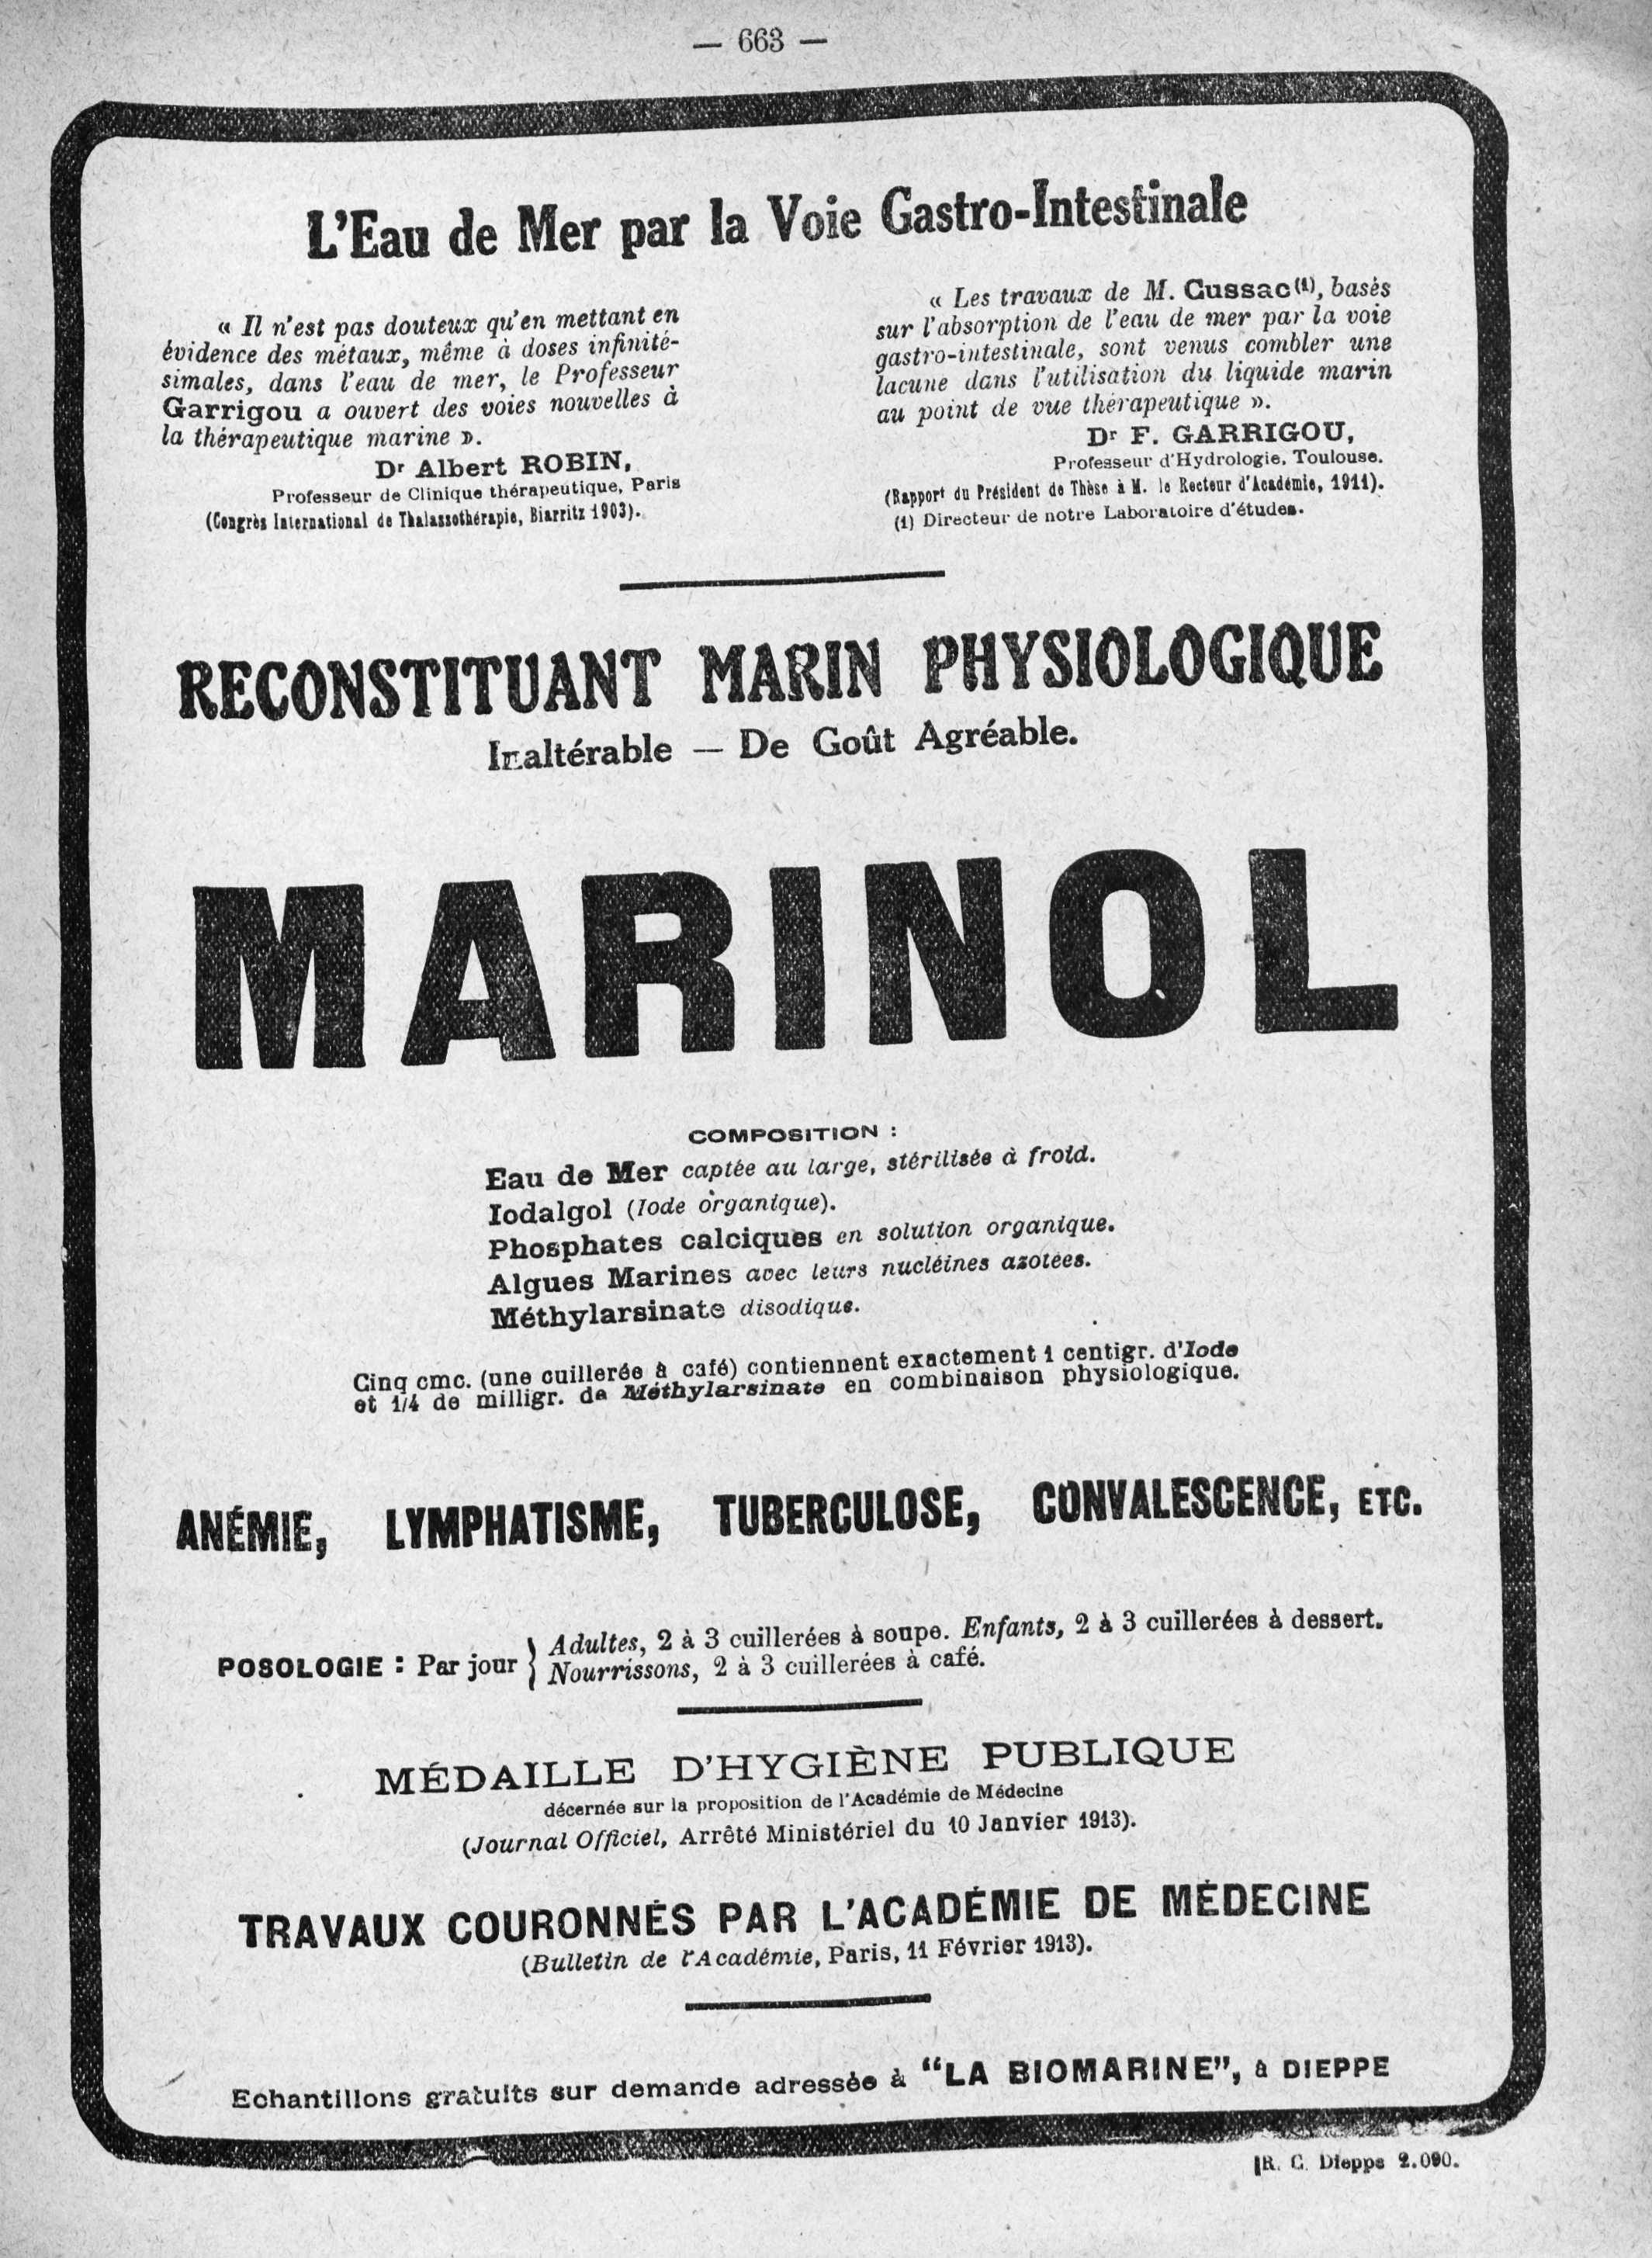 — 663 —
L'Eau de Mer par la Voie Gastro-Intestinale
« Il n'est pas douteux qu'en mettant en
évidence des métaux, même à doses infinité-
simales, dans l'eau de mer, le Professeur
Garrigou a ouvert des voies nouvelles à
la thérapeutique marine ».
Dr Albert ROBIN,
Professeur de Clinique thérapeutique, Paris
(Congrès International de Thalassothérapie, Biarritz 1903).
« Les travaux de M. Cussac (1), basés
sur l'absorption de l'eau de mer par la voie
gastro-intestinale, sont venus combler une
lacune dans l'utilisation du liquide marin
au point de vue thérapeutique ».
Dr F. GARRIGOU,
Professeur d'Hydrologie, Toulouse.
(Rapport du Président de Thèse à M. le Recteur d'Académie, 1911).
(1) Directeur de notre Laboratoire d'études.
RECONSTITUANT MARIN PHYSIOLOGIQUE
Inaltérable — De Goût Agréable.
MARINOL
COMPOSITION :
Eau de Mer captée au large, stérilisée à froid.
Iodalgol (Iode organique).
Phosphates calciques en solution organique.
Algues Marines avec leurs nucléines azotées.
Méthylarsinate disodique.
Cinq cmc. (une cuillerée à café) contiennent exactement 1 centigr. d'Iode
et 1/4 de milligr. de Méthylarsinate en combinaison physiologique.
ANÉMIE, LYMPHATISME, TUBERCULOSE, CONVALESCENCE, ETC.
POSOLOGIE : Par jour } Adultes, 2 à 3 cuillerées à soupe. Enfants, 2 à 3 cuillerées à dessert.
Nourrissons, 2 à 3 cuillerées à café.
MÉDAILLE D'HYGIÈNE PUBLIQUE
décernée sur la proposition de l'Académie de Médecine
(Journal Officiel, Arrêté Ministériel du 10 Janvier 1913).
TRAVAUX COURONNÉS PAR L'ACADÉMIE DE MÉDECINE
(Bulletin de l'Académie, Paris, 11 Février 1913).
Echantillons gratuits sur demande adressée à "LA BIOMARINE", à DIEPPE
R. C. Dieppe 2.090.